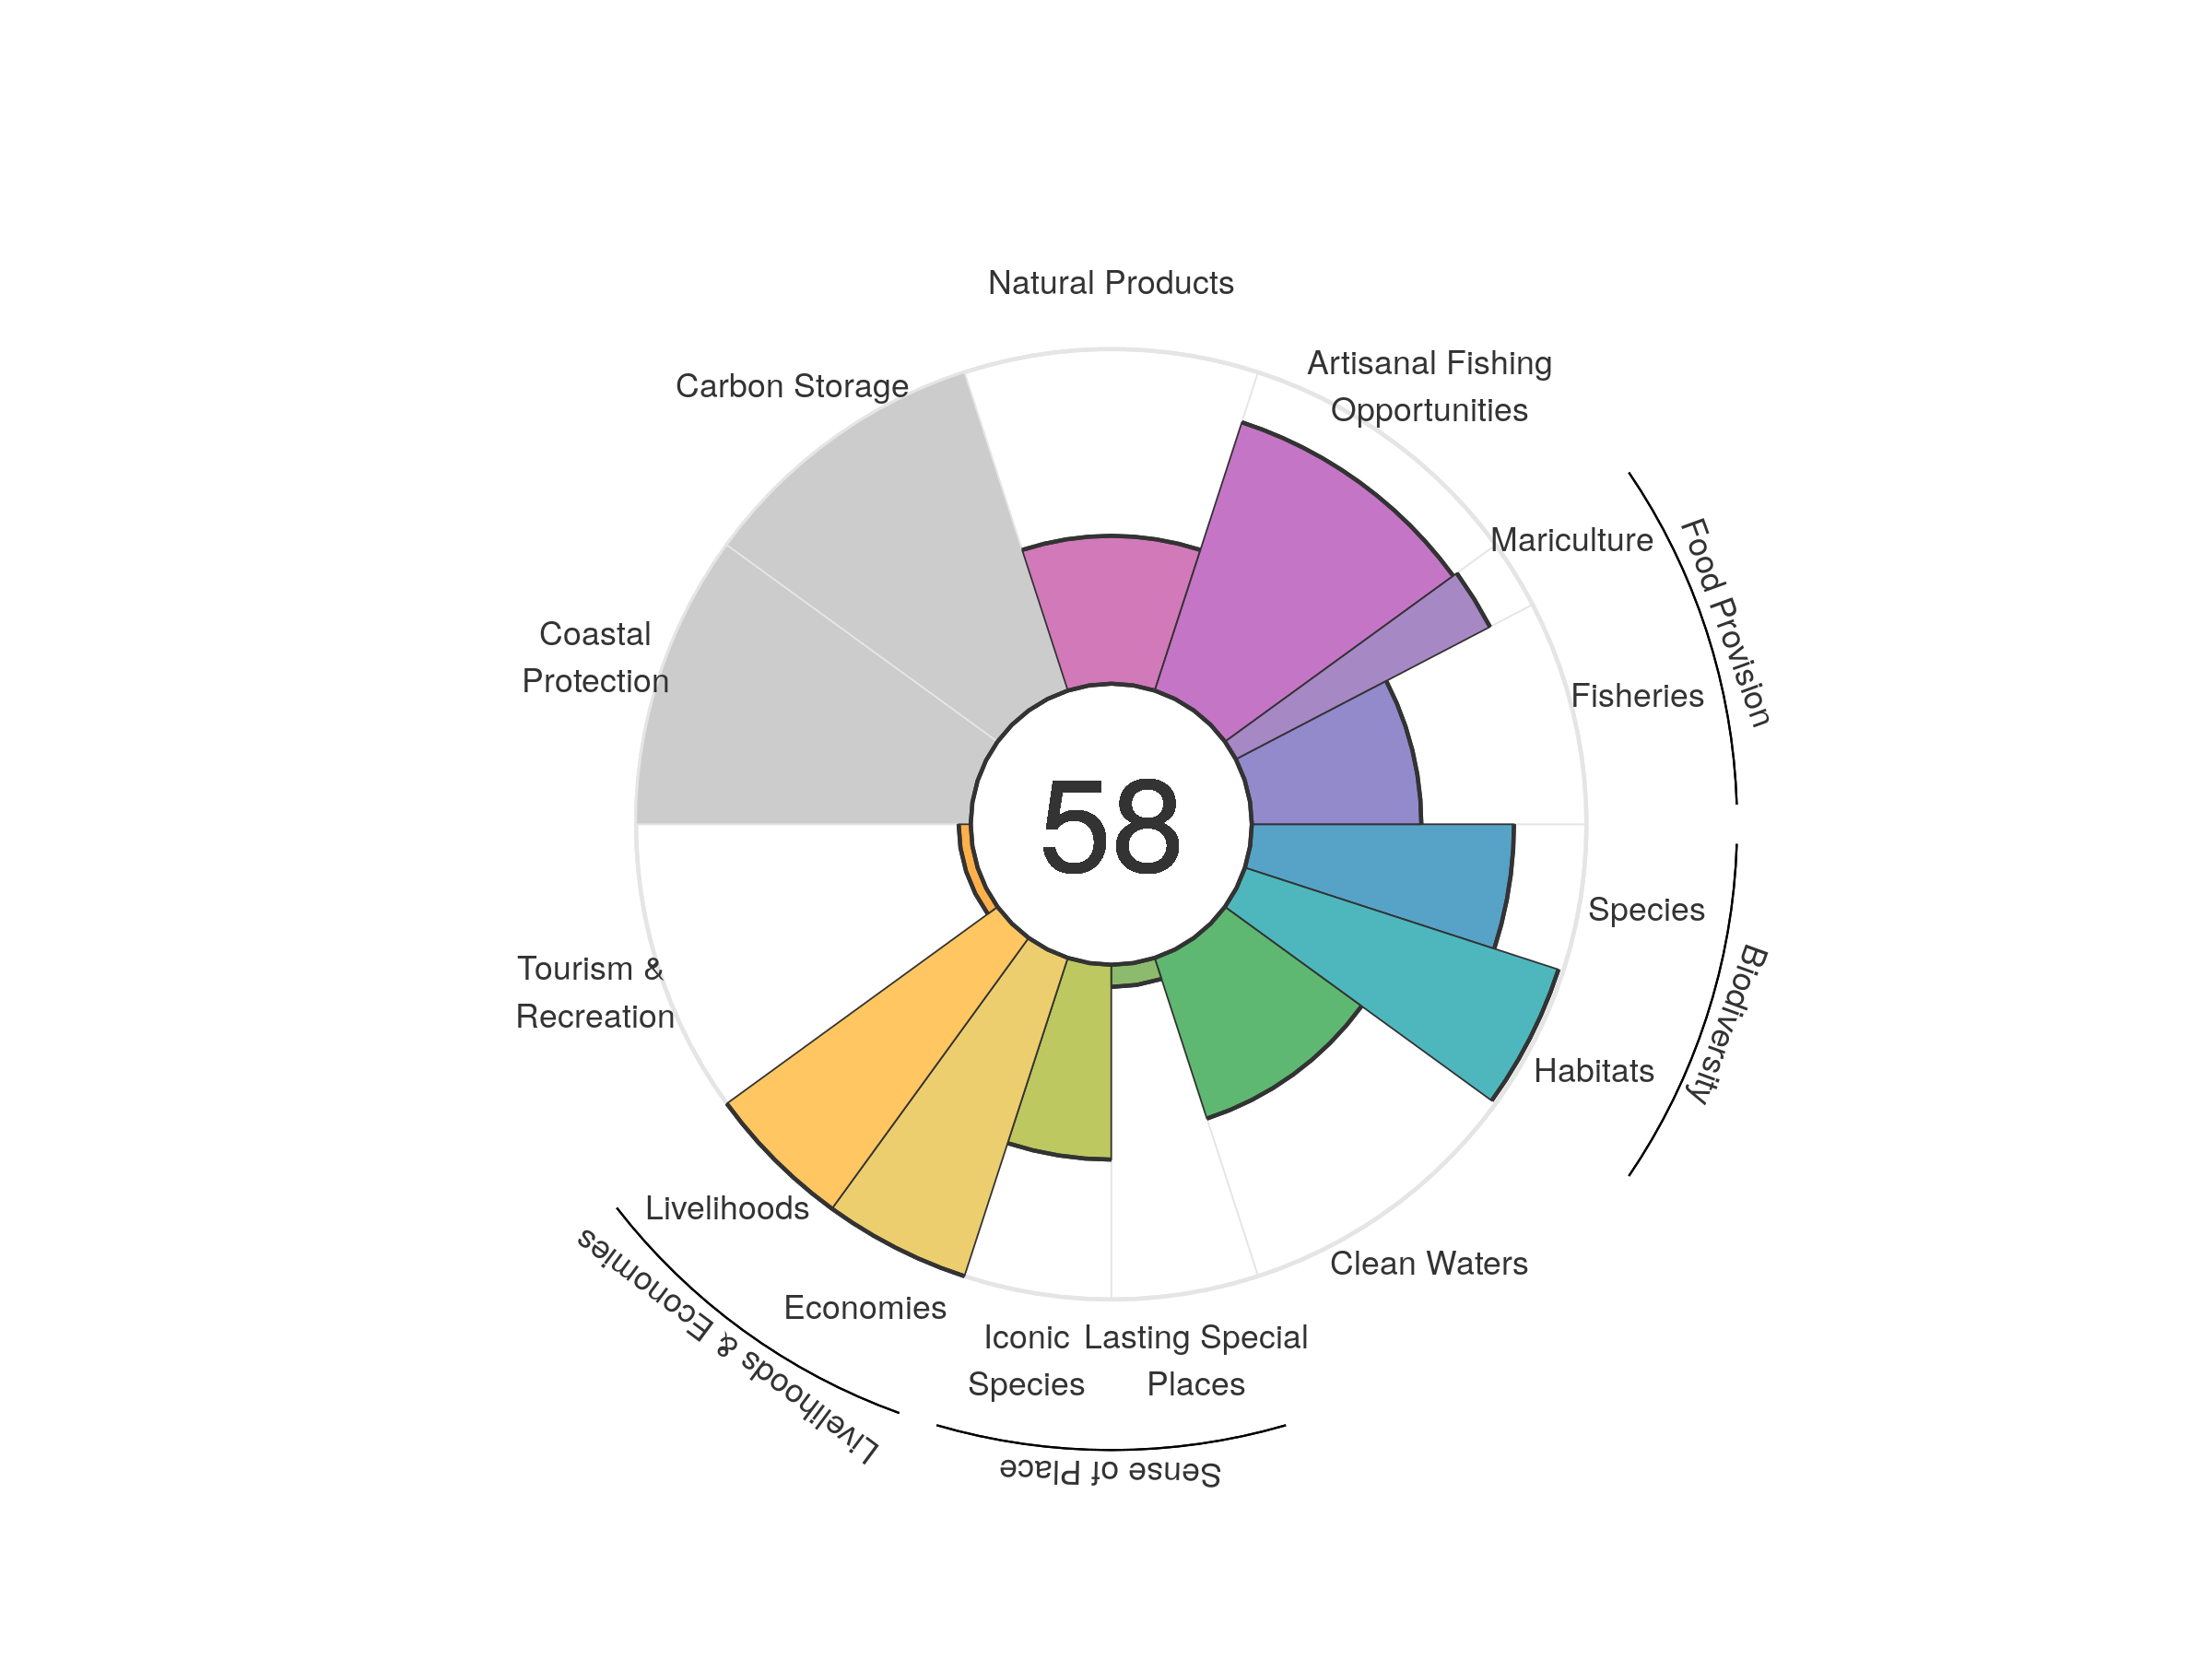 Natural Products
Artisanal Fishing
Opportunities
Carbon Storage
Mariculture
Food Provision
Coastal
Protection
Fisheries
58
Species
Biodiversity
Tourism &
Recreation
Habitats
Livelihoods
Clean Waters
Economies
Livelihoods & Economies
Iconic
Species
Lasting Special
Places
Sense of Place